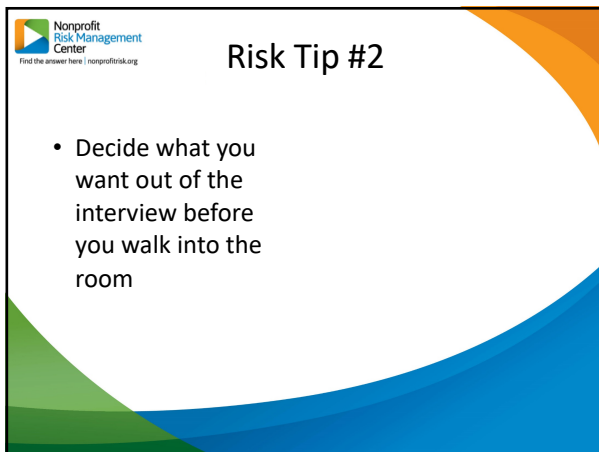 Nonprofit
Risk Management
Center
Find the answer here | nonprofitrisk.org
Risk Tip #2
• Decide what you
want out of the
interview before
you walk into the
room